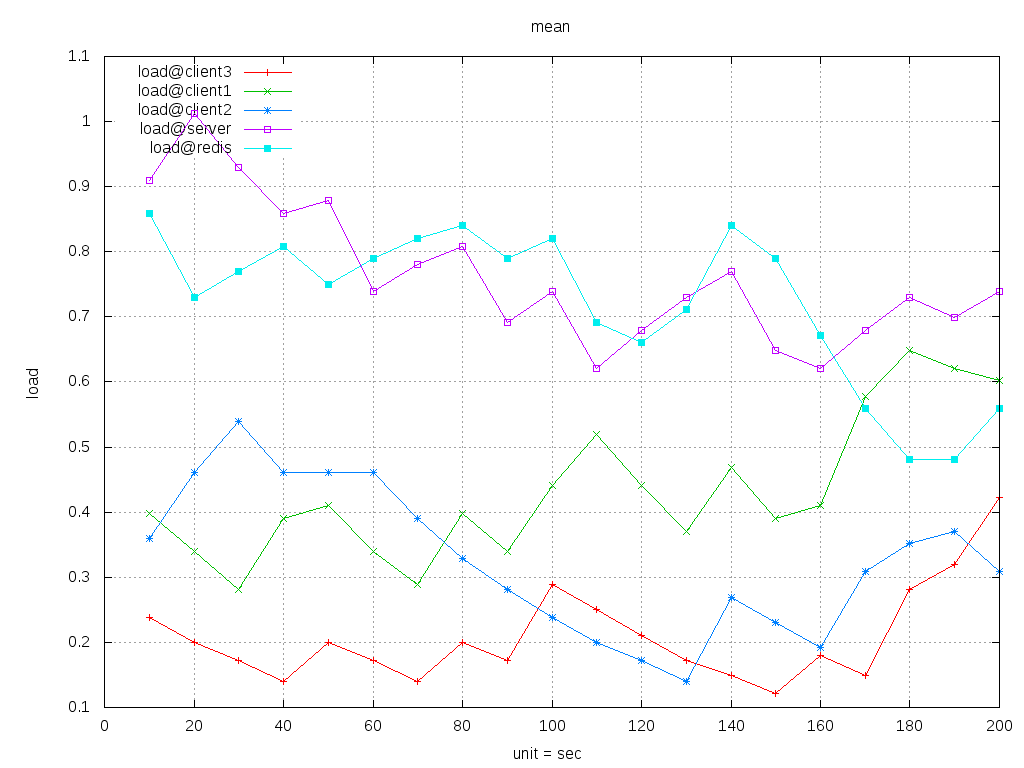 mean
1.1
1
0.9
0.8
0.7
0.6
0.5
0.4
0.3
0.2
0.1
load
load@client3
load@client1
load@client2
load@server
load@redis
0 20 40 60 80 100 120 140 160 180 200
unit = sec